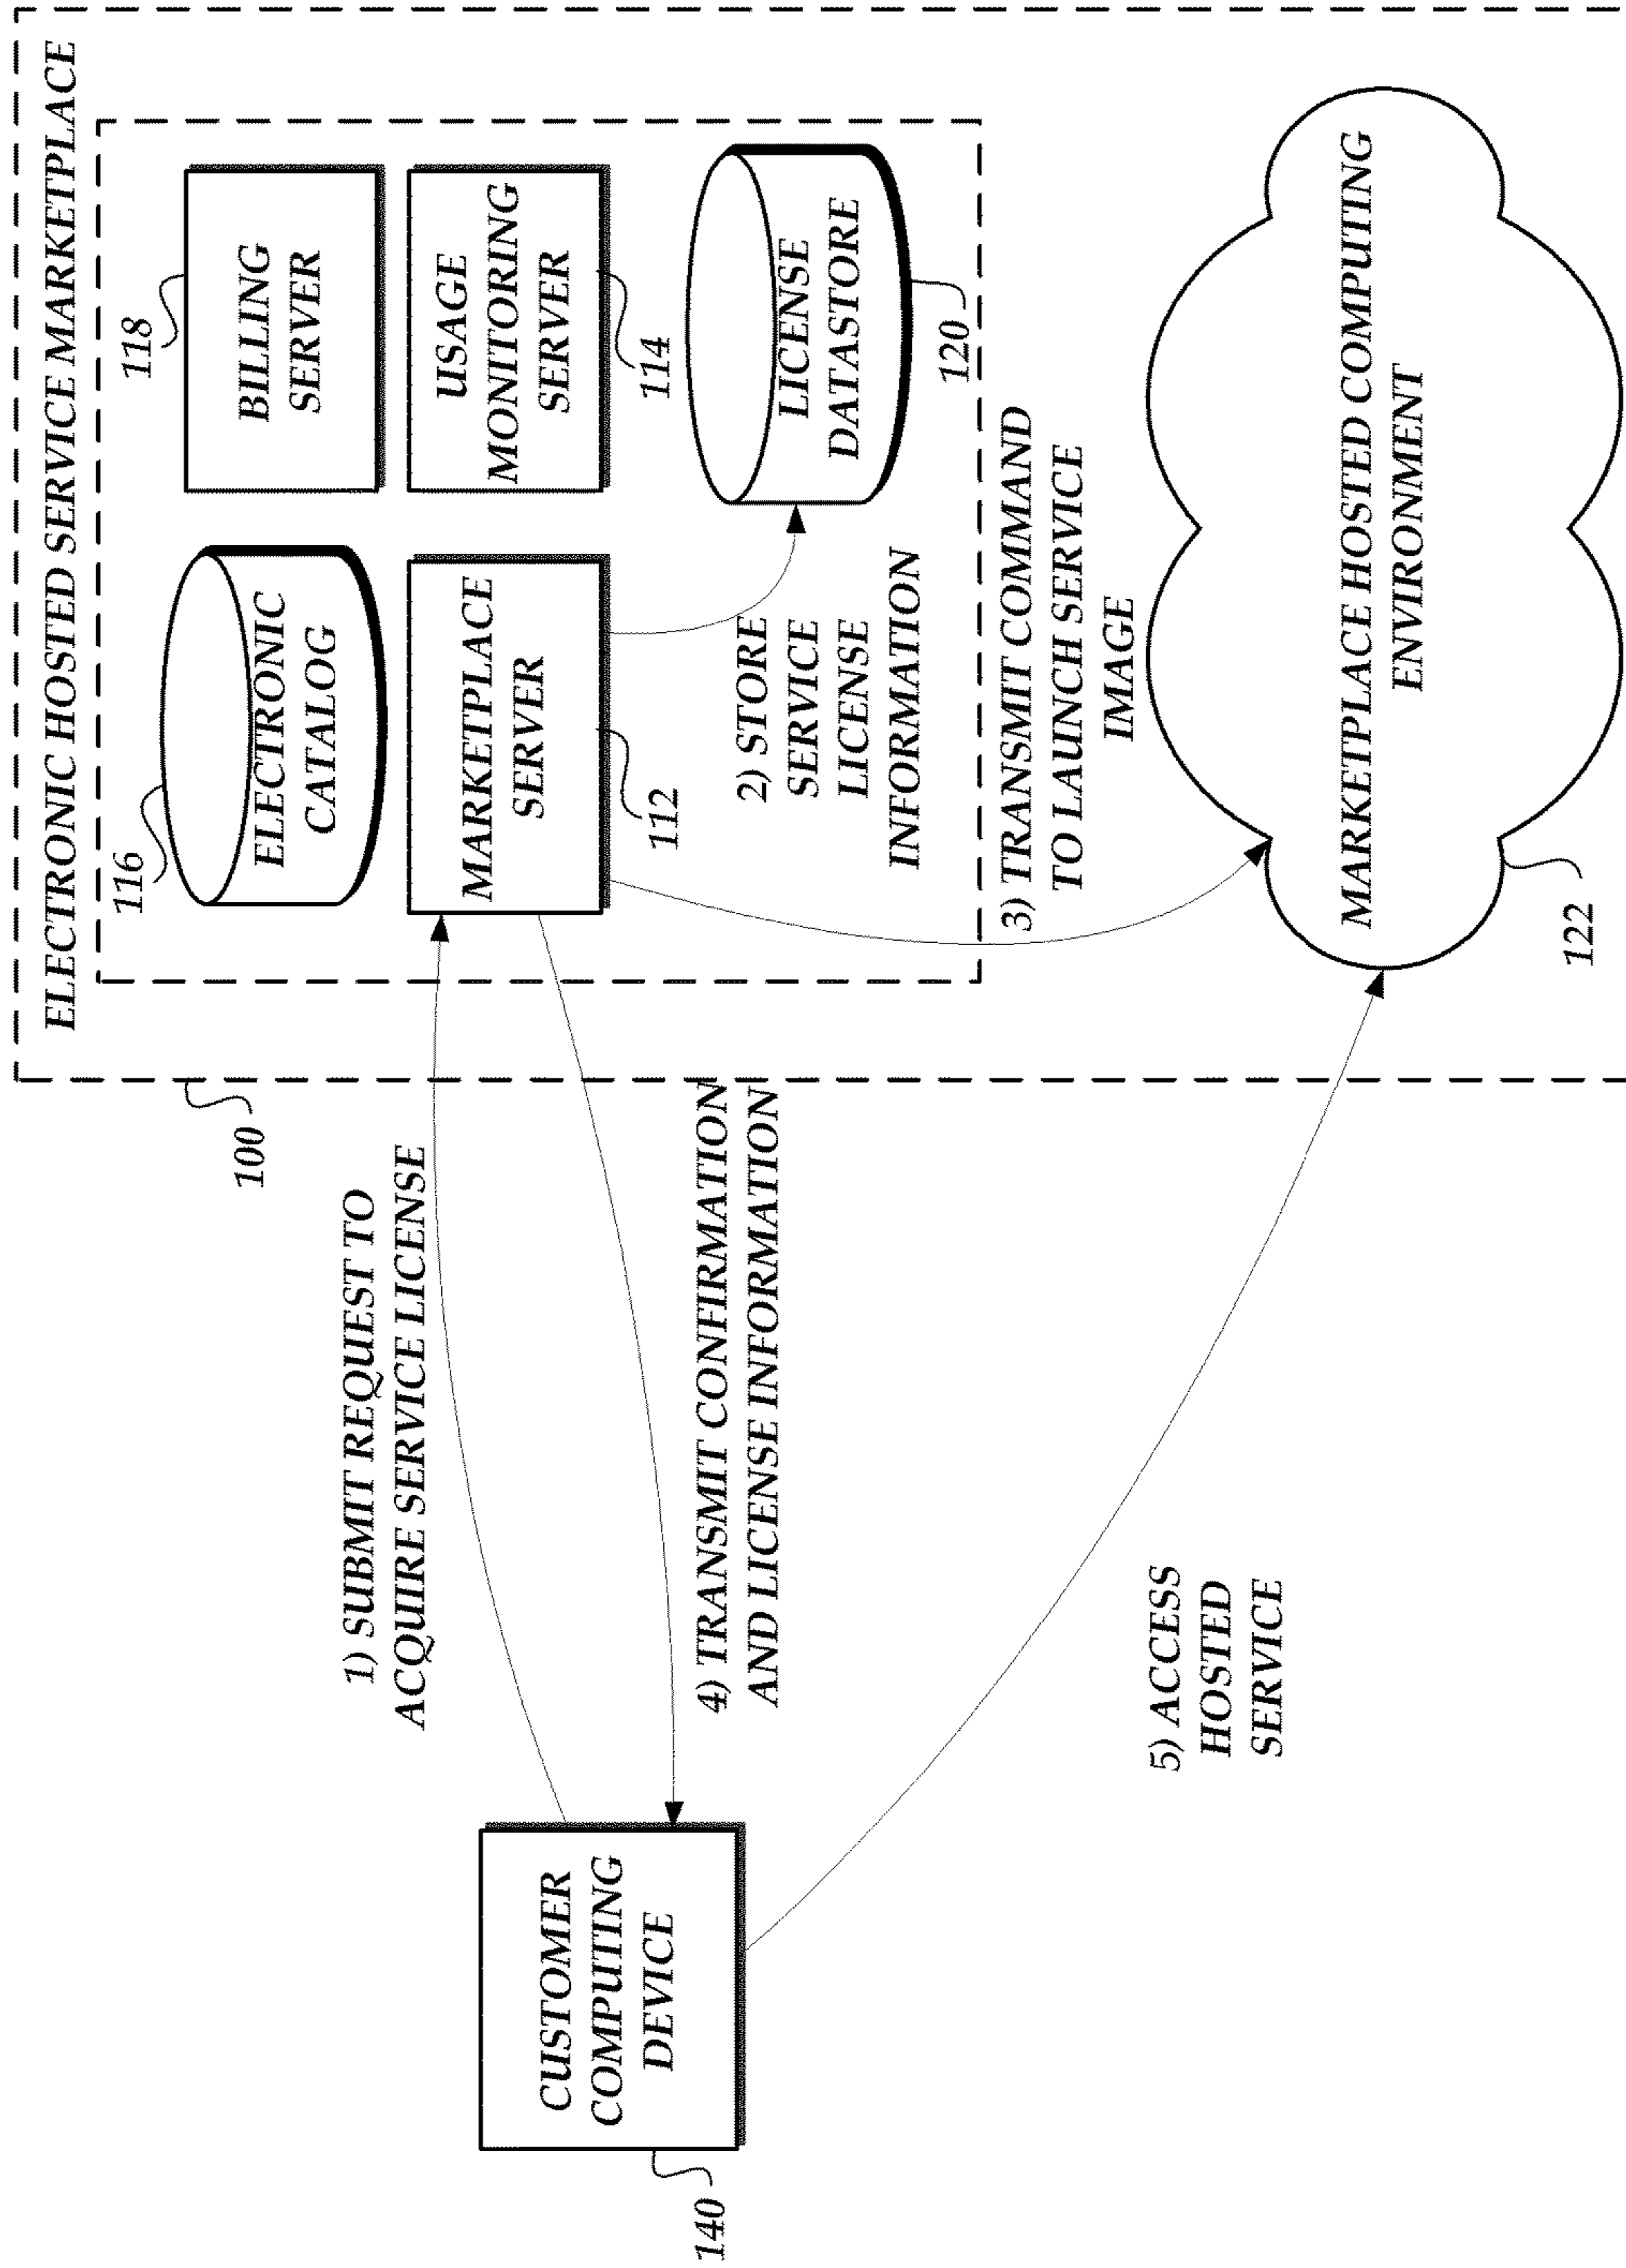 ELECTRONIC HOSTED SERVICE MARKETPLACE
100
116
ELECTRONIC
CATALOG
118
BILLING
SERVER
MARKETPLACE
SERVER
112
USAGE
MONITORING
SERVER
114
1) SUBMIT REQUEST TO
ACQUIRE SERVICE LICENSE
CUSTOMER
COMPUTING
DEVICE
140
4) TRANSMIT CONFIRMATION
AND LICENSE INFORMATION
2) STORE
SERVICE
LICENSE
INFORMATION
LICENSE
DATASTORE
120
3) TRANSMIT COMMAND
TO LAUNCH SERVICE
IMAGE
5) ACCESS
HOSTED
SERVICE
MARKETPLACE HOSTED COMPUTING
ENVIRONMENT
122